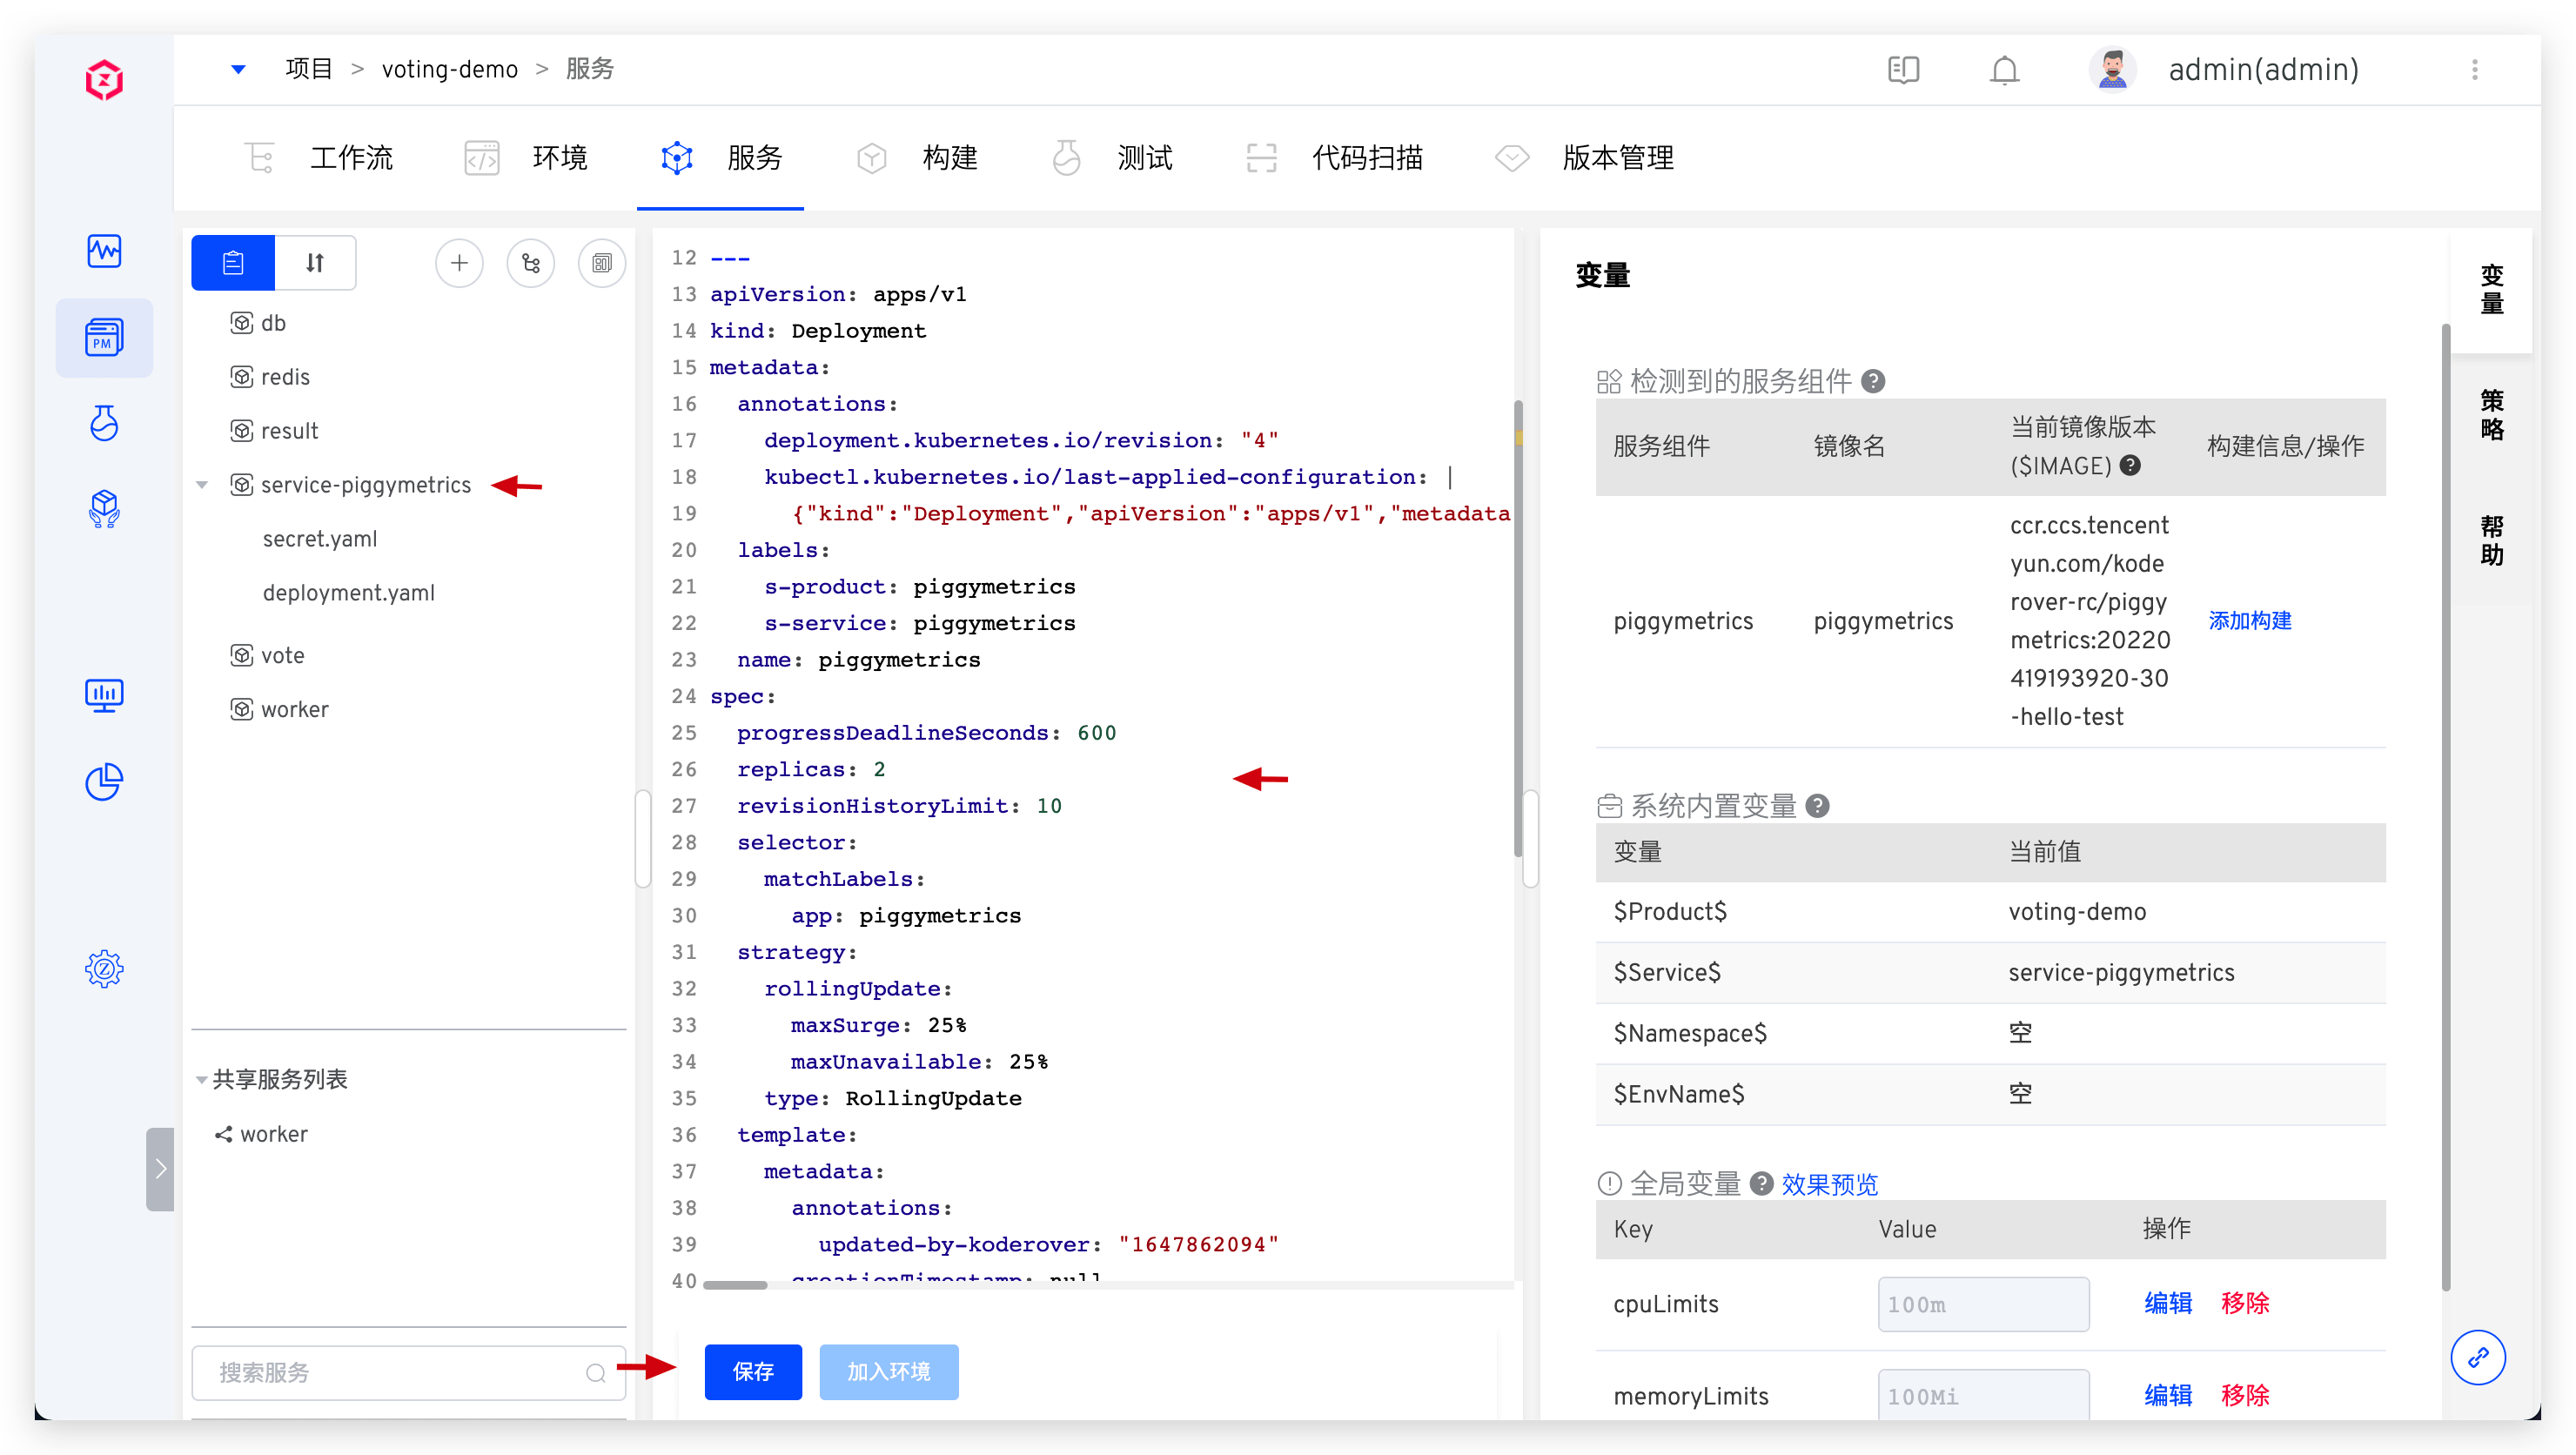 项目 > voting-demo > 服务
admin(admin)
工作流
环境
服务
构建
测试
代码扫描
版本管理
PM
db
redis
result
service-piggymetrics
secret.yaml
deployment.yaml
vote
worker
共享服务列表
worker
搜索服务
12 ---
13 apiVersion: apps/v1
14 kind: Deployment
15 metadata:
16 annotations:
17 deployment.kubernetes.io/revision: "4"
18 kubectl.kubernetes.io/last-applied-configuration: |
19 {"kind":"Deployment","apiVersion":"apps/v1","metadata
20 labels:
21 s-product: piggymetrics
22 s-service: piggymetrics
23 name: piggymetrics
24 spec:
25 progressDeadlineSeconds: 600
26 replicas: 2
27 revisionHistoryLimit: 10
28 selector:
29 matchLabels:
30 app: piggymetrics
31 strategy:
32 rollingUpdate:
33 maxSurge: 25%
34 maxUnavailable: 25%
35 type: RollingUpdate
36 template:
37 metadata:
38 annotations:
39 updated-by-koderover: "1647862094"
40 creationTimestamp: null
保存
加入环境
变量
检测到的服务组件
服务组件
镜像名
当前镜像版本
($IMAGE)
构建信息/操作
piggymetrics
piggymetrics
ccr.ccs.tencent
yun.com/kode
rover-rc/piggy
metrics:20220
419193920-30
-hello-test
添加构建
系统内置变量
变量 当前值
$Product$ voting-demo
$Service$ service-piggymetrics
$Namespace$ 空
$EnvName$ 空
全局变量 效果预览
Key Value 操作
cpuLimits 100m 编辑 移除
memoryLimits 100Mi 编辑 移除
变量
策略
帮助